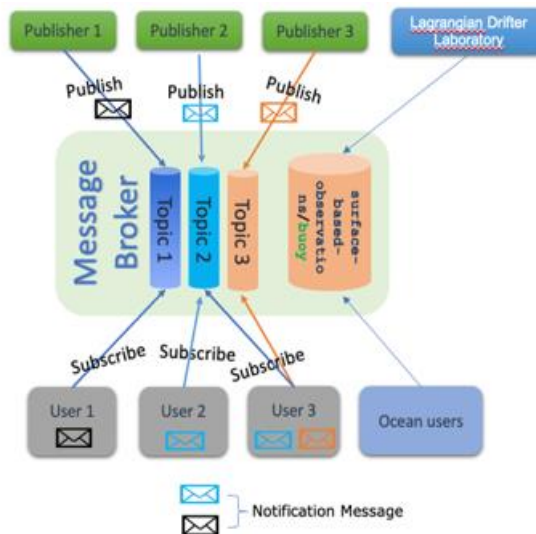 Publisher 1
Publisher 2
Publisher 3
Lagrangian Drifter
Laboratory
Publish
Publish
Publish
Message
Broker
Topic 1
Topic 2
Topic 3
surface-
based-
observatio
ns/buoy
Subscribe
Subscribe
Subscribe
User 1
User 2
User 3
Ocean users
Notification Message